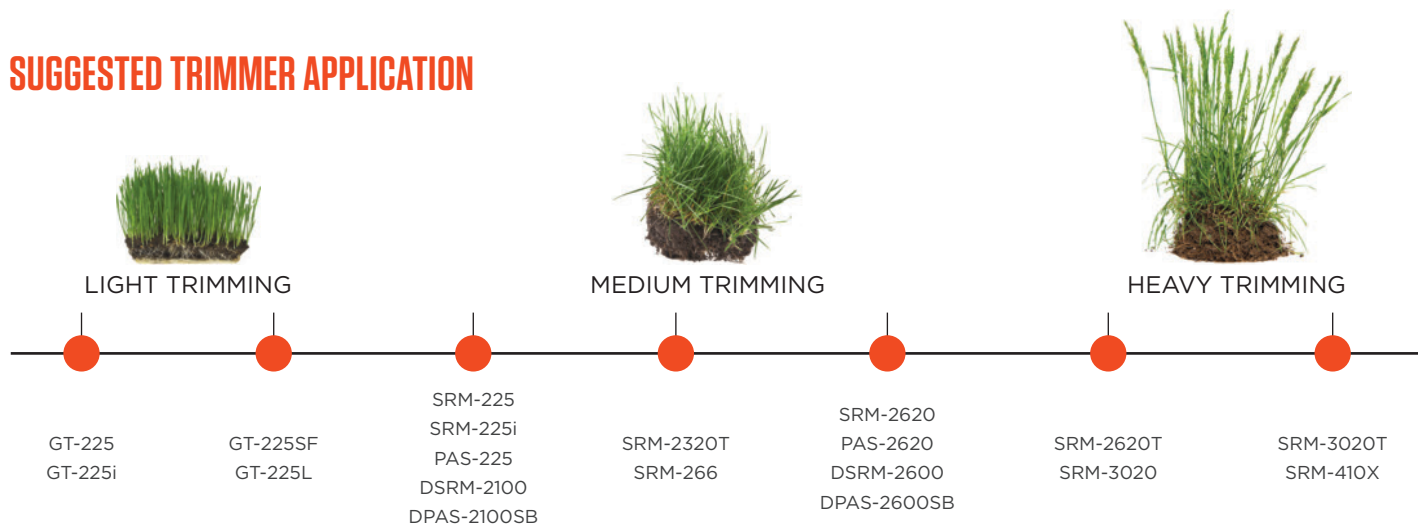 SUGGESTED TRIMMER APPLICATION
LIGHT TRIMMING
MEDIUM TRIMMING
HEAVY TRIMMING
GT-225
GT-225i
GT-225SF
GT-225L
SRM-225
SRM-225i
PAS-225
DSRM-2100
DPAS-2100SB
SRM-2320T
SRM-266
SRM-2620
PAS-2620
DSRM-2600
DPAS-2600SB
SRM-2620T
SRM-3020
SRM-3020T
SRM-410X